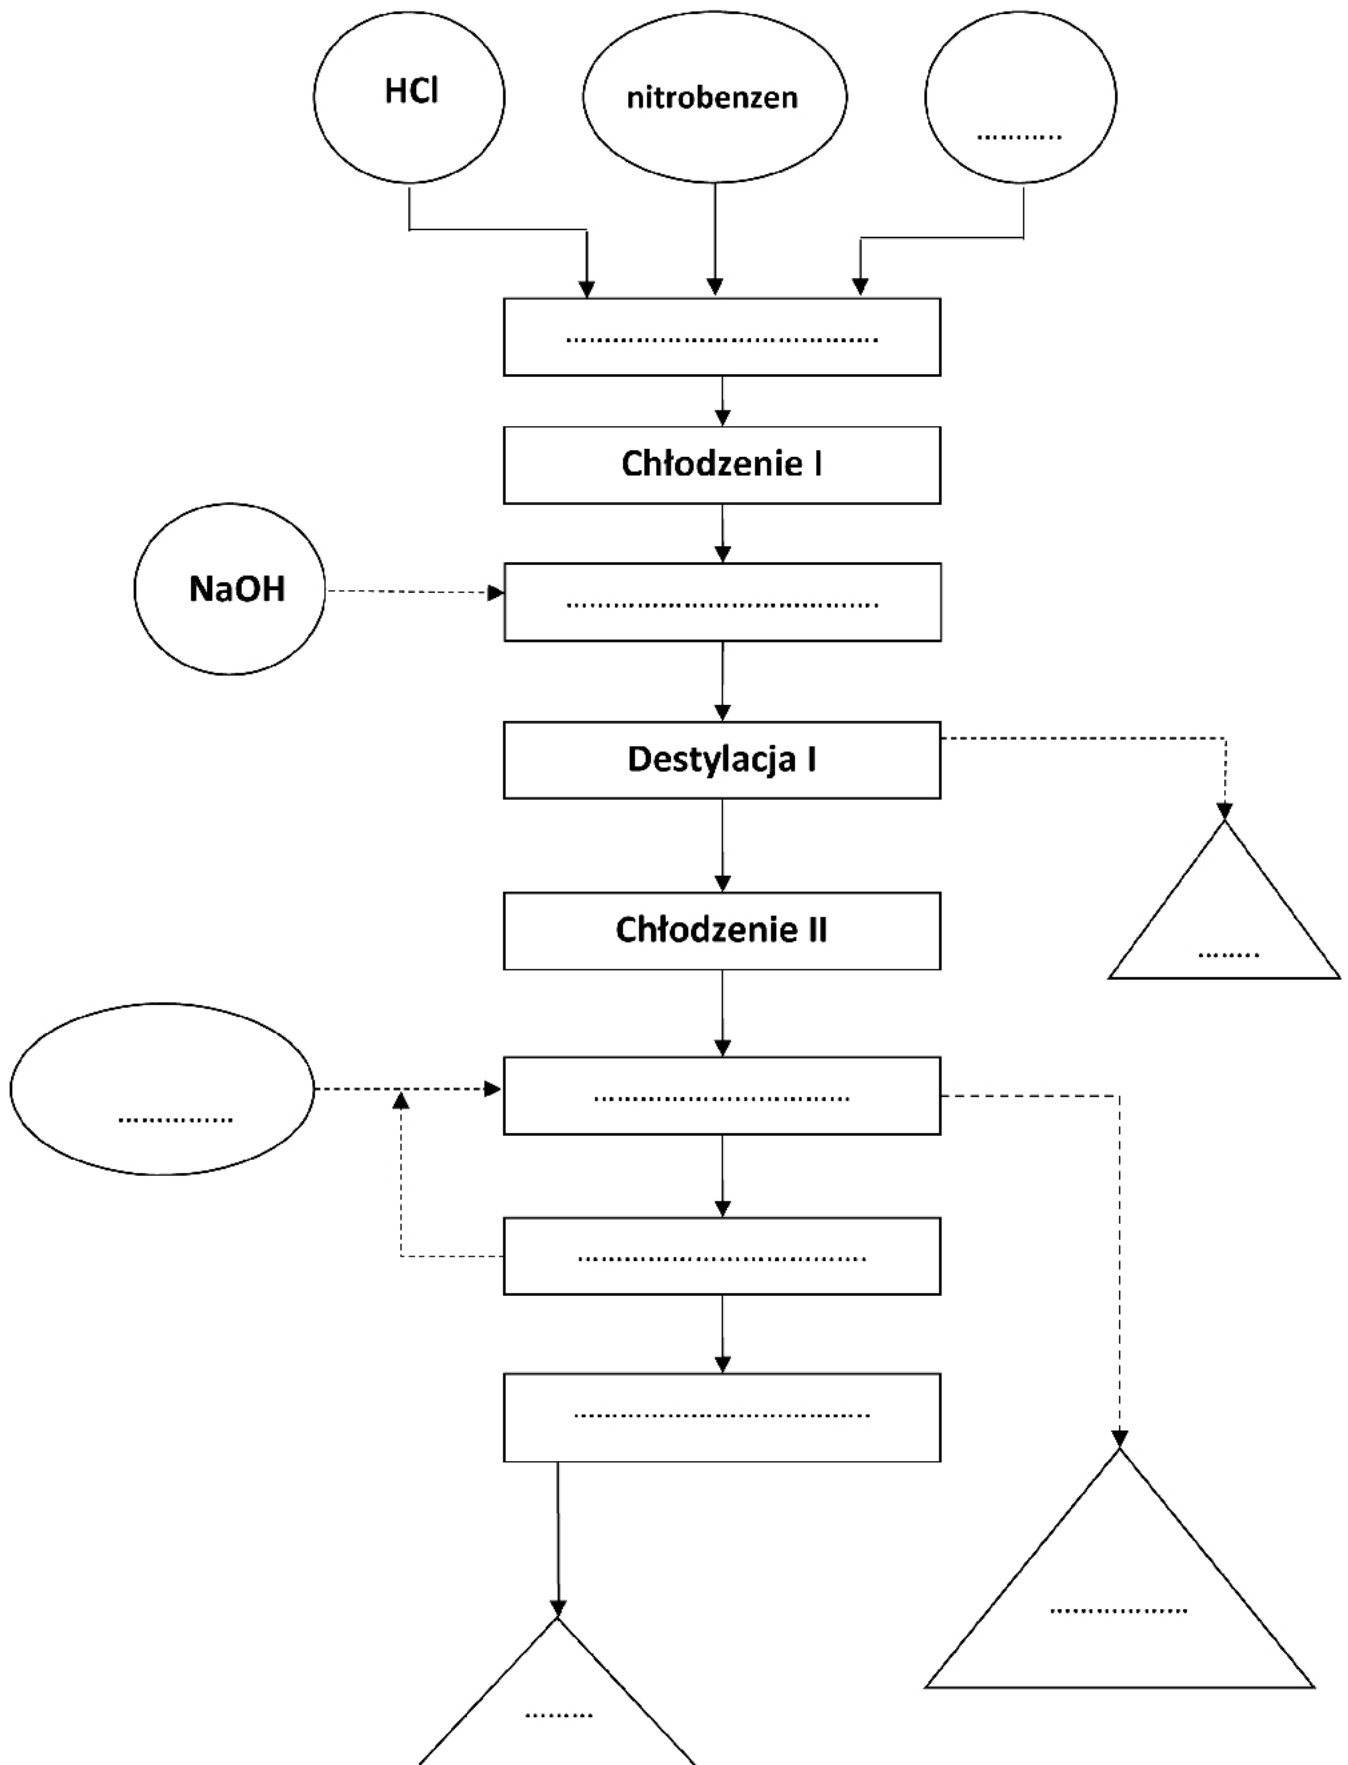 HCl
nitrobenzen
...........
........................................
Chłodzenie I
NaOH
........................................
Destylacja I
........
Chłodzenie II
...............
.................................
.....................................
......................................
..................
.........